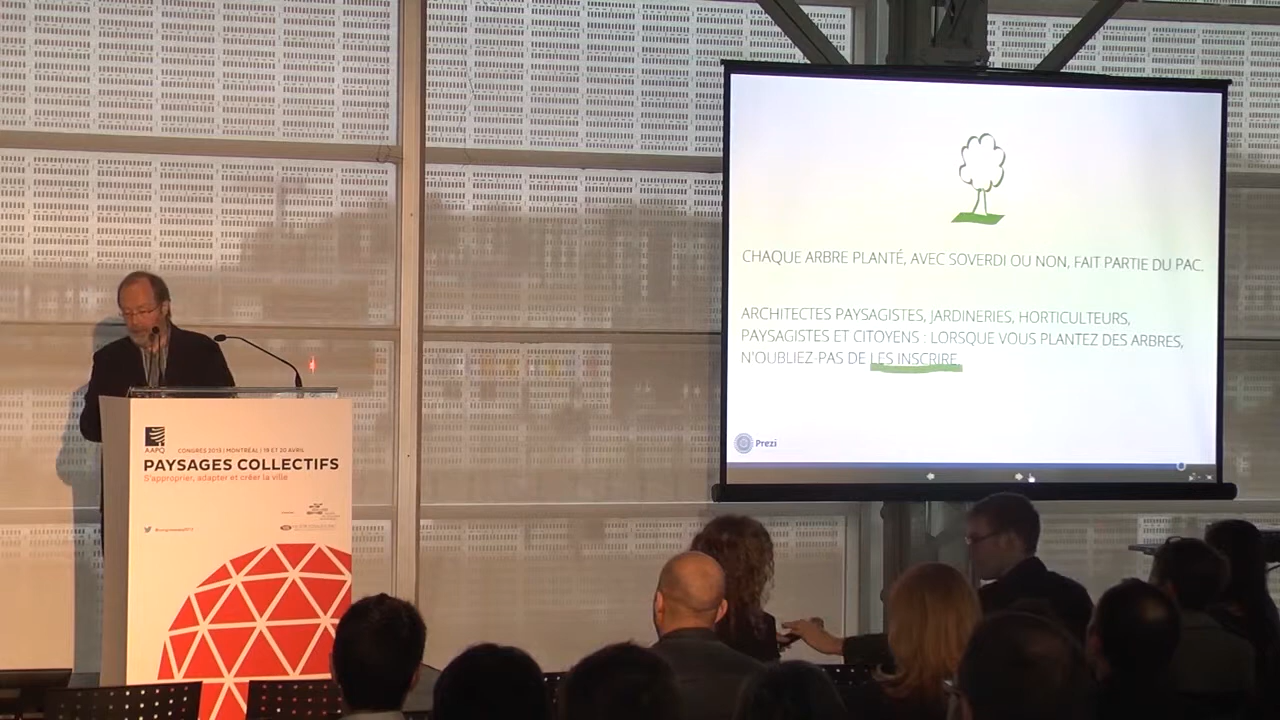 CHAQUE ARBRE PLANTÉ, AVEC SOVERDI OU NON, FAIT PARTIE DU PAC.
ARCHITECTES PAYSAGISTES, JARDINERIES, HORTICULTEURS,
PAYSAGISTES ET CITOYENS : LORSQUE VOUS PLANTEZ DES ARBRES,
N'OUBLIEZ-PAS DE LES INSCRIRE.
Prezi
AAPQ
CONGRÈS 2013 | MONTRÉAL | 19 ET 20 AVRIL
PAYSAGES COLLECTIFS
S'approprier, adapter et créer la ville